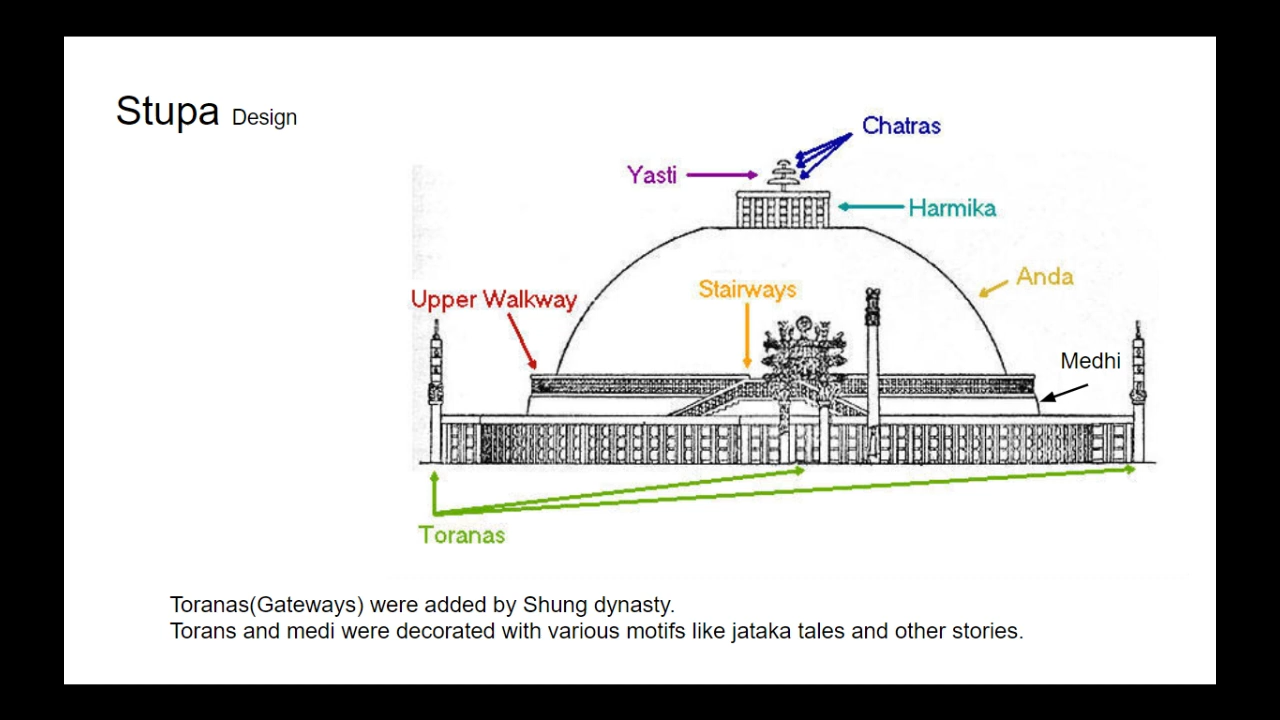 Stupa Design
Chatras
Yasti
Harmika
Anda
Stairways
Upper Walkway
Medhi
Toranas
Toranas(Gateways) were added by Shung dynasty.
Torans and medi were decorated with various motifs like jataka tales and other stories.